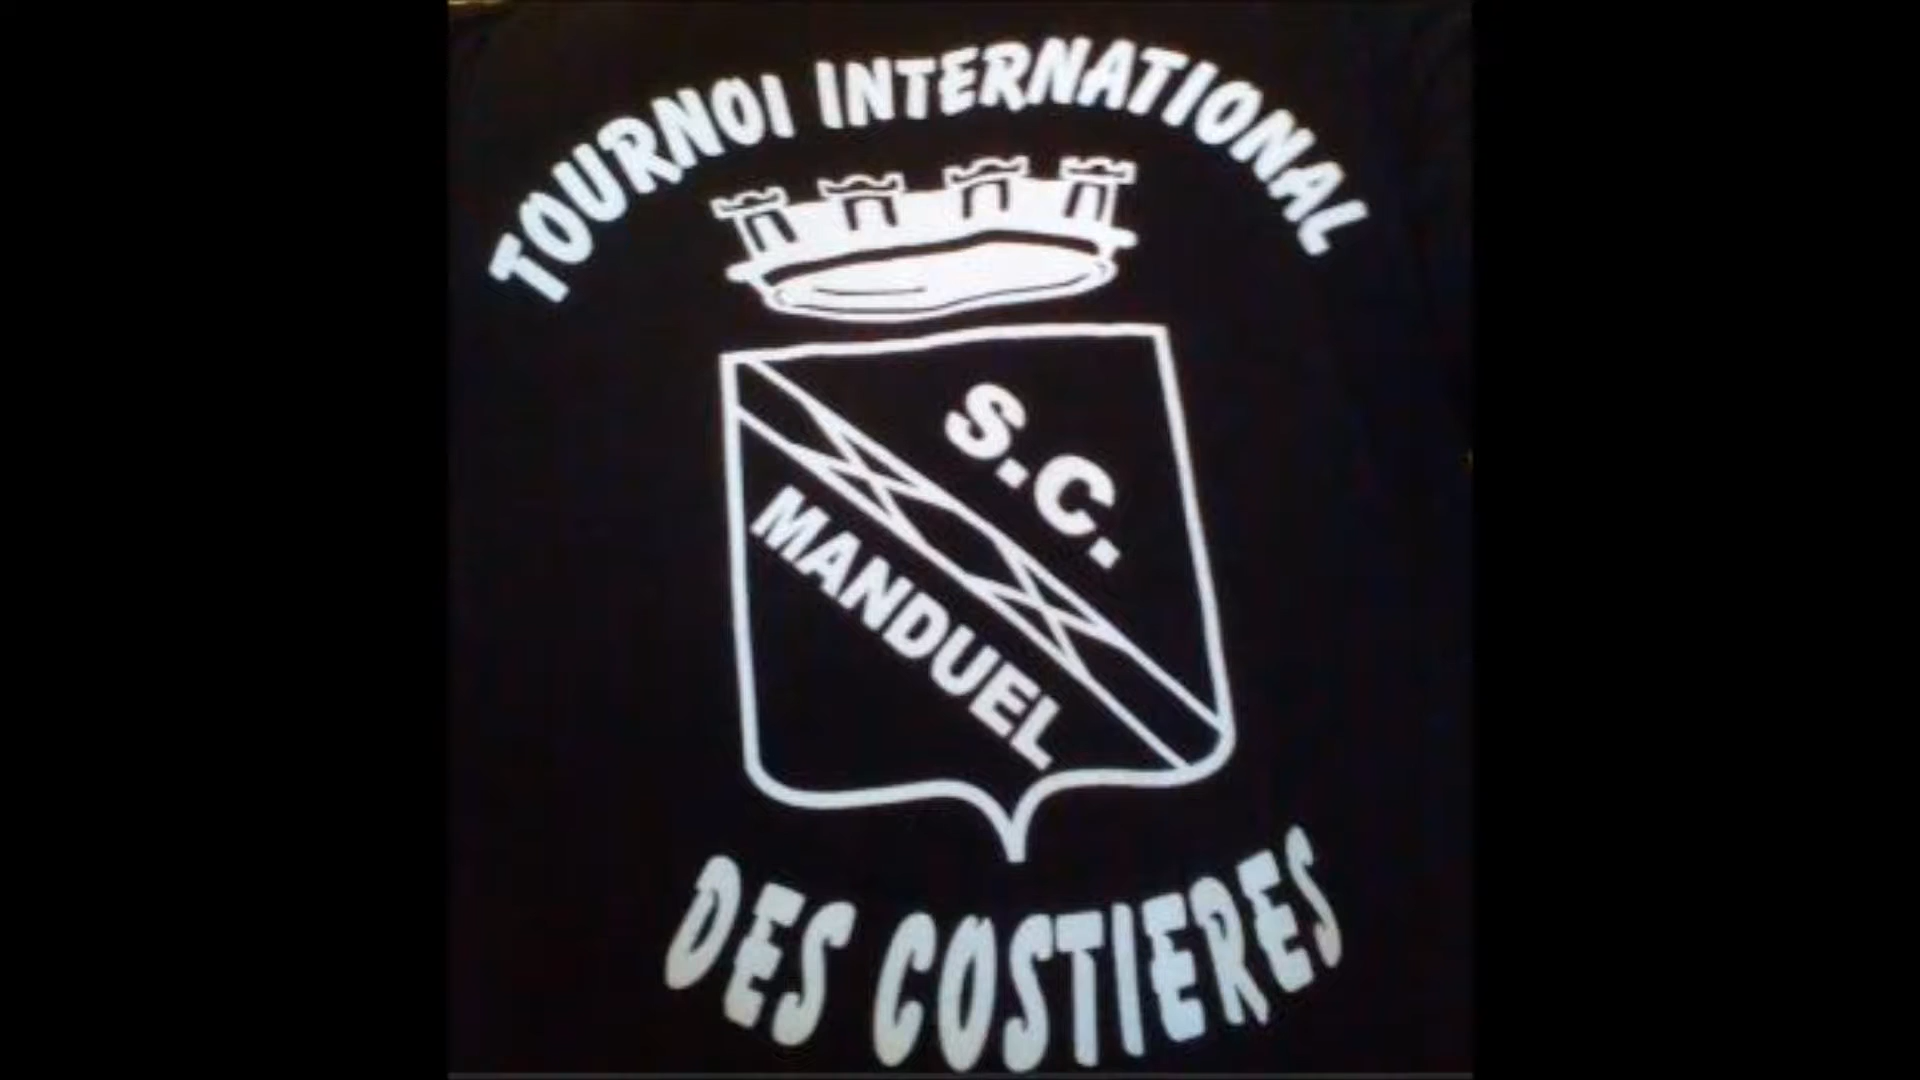 TOURNOI INTERNATIONAL
S.C.
MANDUEL
DES COSTIERES